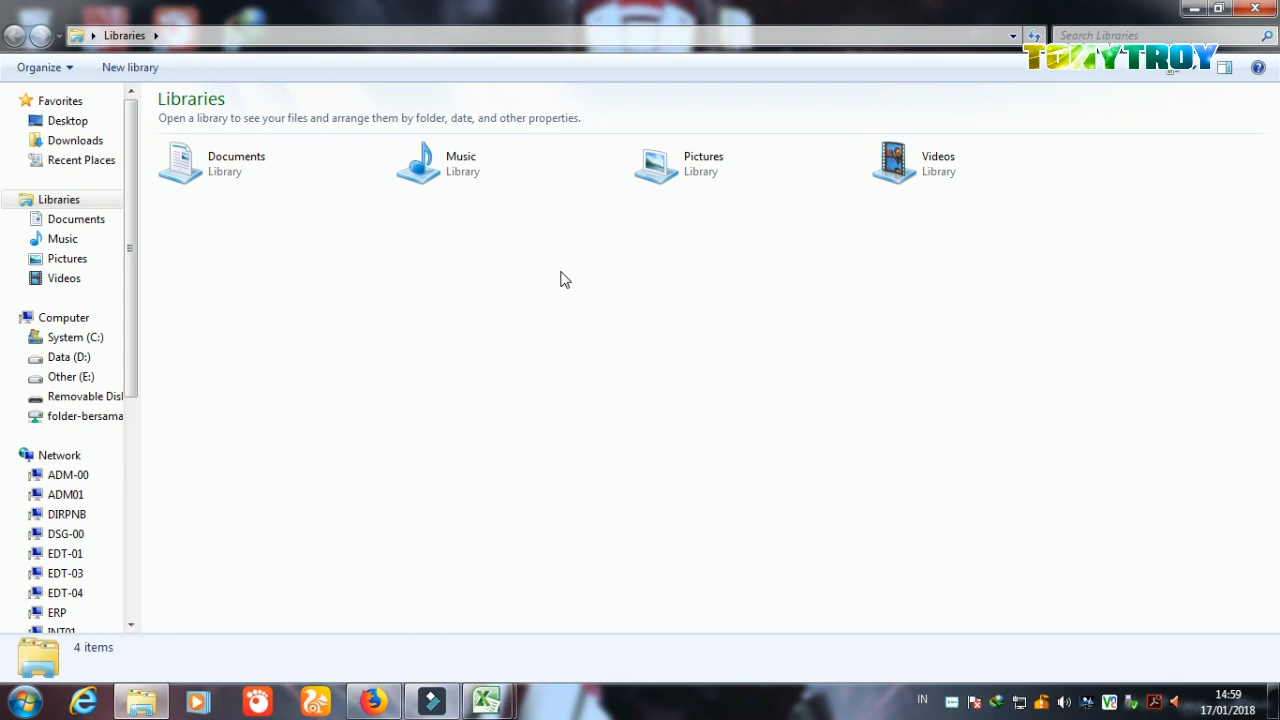 Libraries
Search Libraries
TOMYTROY
Organize
New library
Favorites
Desktop
Downloads
Recent Places
Libraries
Documents
Music
Pictures
Videos
Computer
System (C:)
Data (D:)
Other (E:)
Removable Disk
folder-bersama
Network
ADM-00
ADM01
DIRPNB
DSG-00
EDT-01
EDT-03
EDT-04
ERP
INT01
Libraries
Open a library to see your files and arrange them by folder, date, and other properties.
Documents
Library
Music
Library
Pictures
Library
Videos
Library
4 items
IN
14:59
17/01/2018